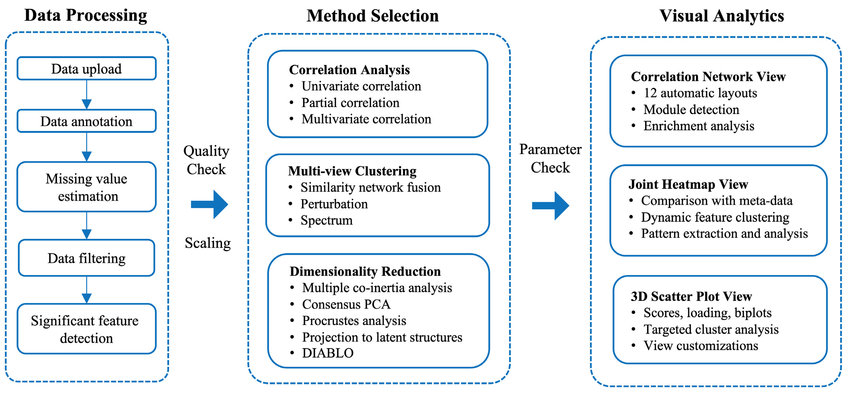 Data Processing
Data upload
Data annotation
Missing value
estimation
Data filtering
Significant feature
detection
Quality
Check
Scaling
Method Selection
Correlation Analysis
• Univariate correlation
• Partial correlation
• Multivariate correlation
Multi-view Clustering
• Similarity network fusion
• Perturbation
• Spectrum
Dimensionality Reduction
• Multiple co-inertia analysis
• Consensus PCA
• Procrustes analysis
• Projection to latent structures
• DIABLO
Parameter
Check
Visual Analytics
Correlation Network View
• 12 automatic layouts
• Module detection
• Enrichment analysis
Joint Heatmap View
• Comparison with meta-data
• Dynamic feature clustering
• Pattern extraction and analysis
3D Scatter Plot View
• Scores, loading, biplots
• Targeted cluster analysis
• View customizations